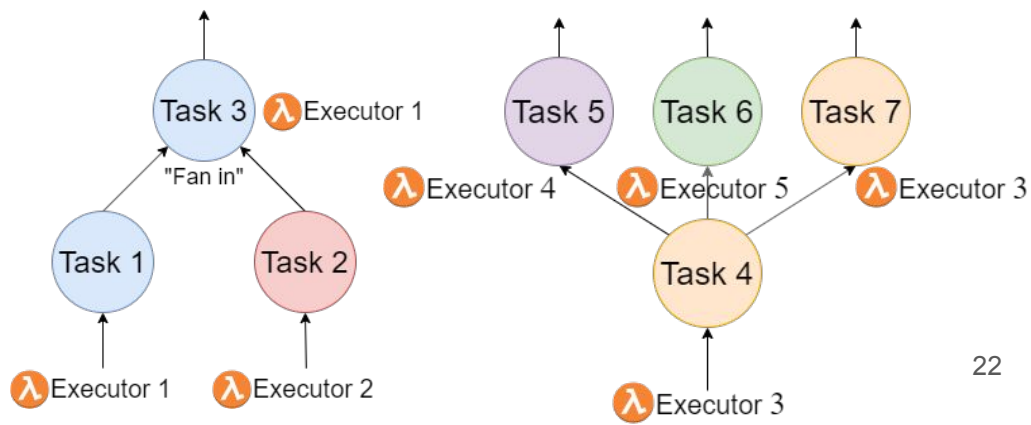 Task 3
λ Executor 1
"Fan in"
Task 1
Task 2
λ Executor 1
λ Executor 2
Task 5
Task 6
Task 7
λ Executor 4
λ Executor 5
λ Executor 3
Task 4
λ Executor 3
22